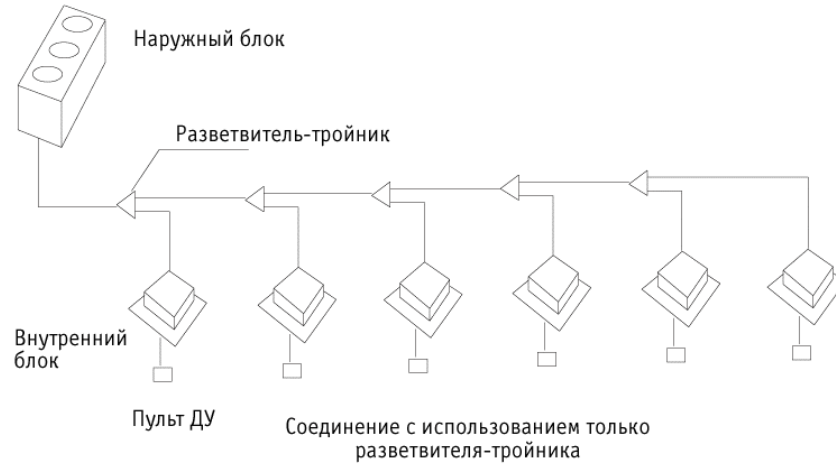 Наружный блок
Разветвитель-тройник
Внутренний
блок
Пульт ДУ
Соединение с использованием только
разветвителя-тройника